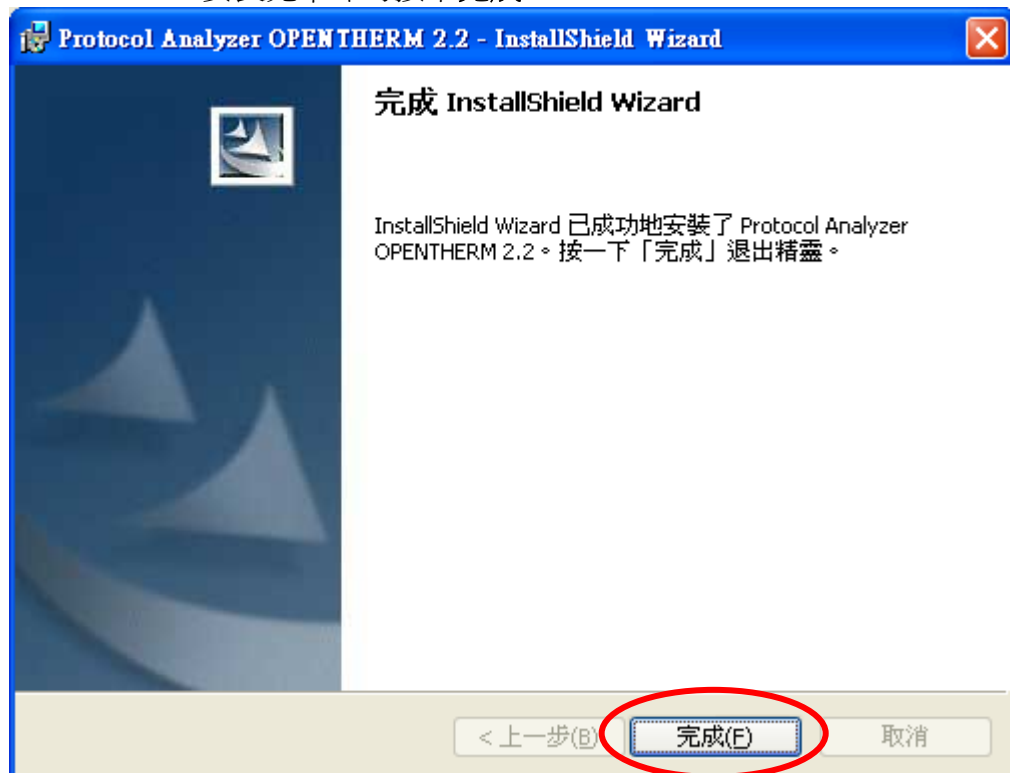 Protocol Analyzer OPENTHERM 2.2 - InstallShield Wizard
完成 InstallShield Wizard
InstallShield Wizard 已成功地安裝了 Protocol Analyzer
OPENTHERM 2.2。按一下「完成」退出精靈。
< 上一步(B) 完成(F) 取消